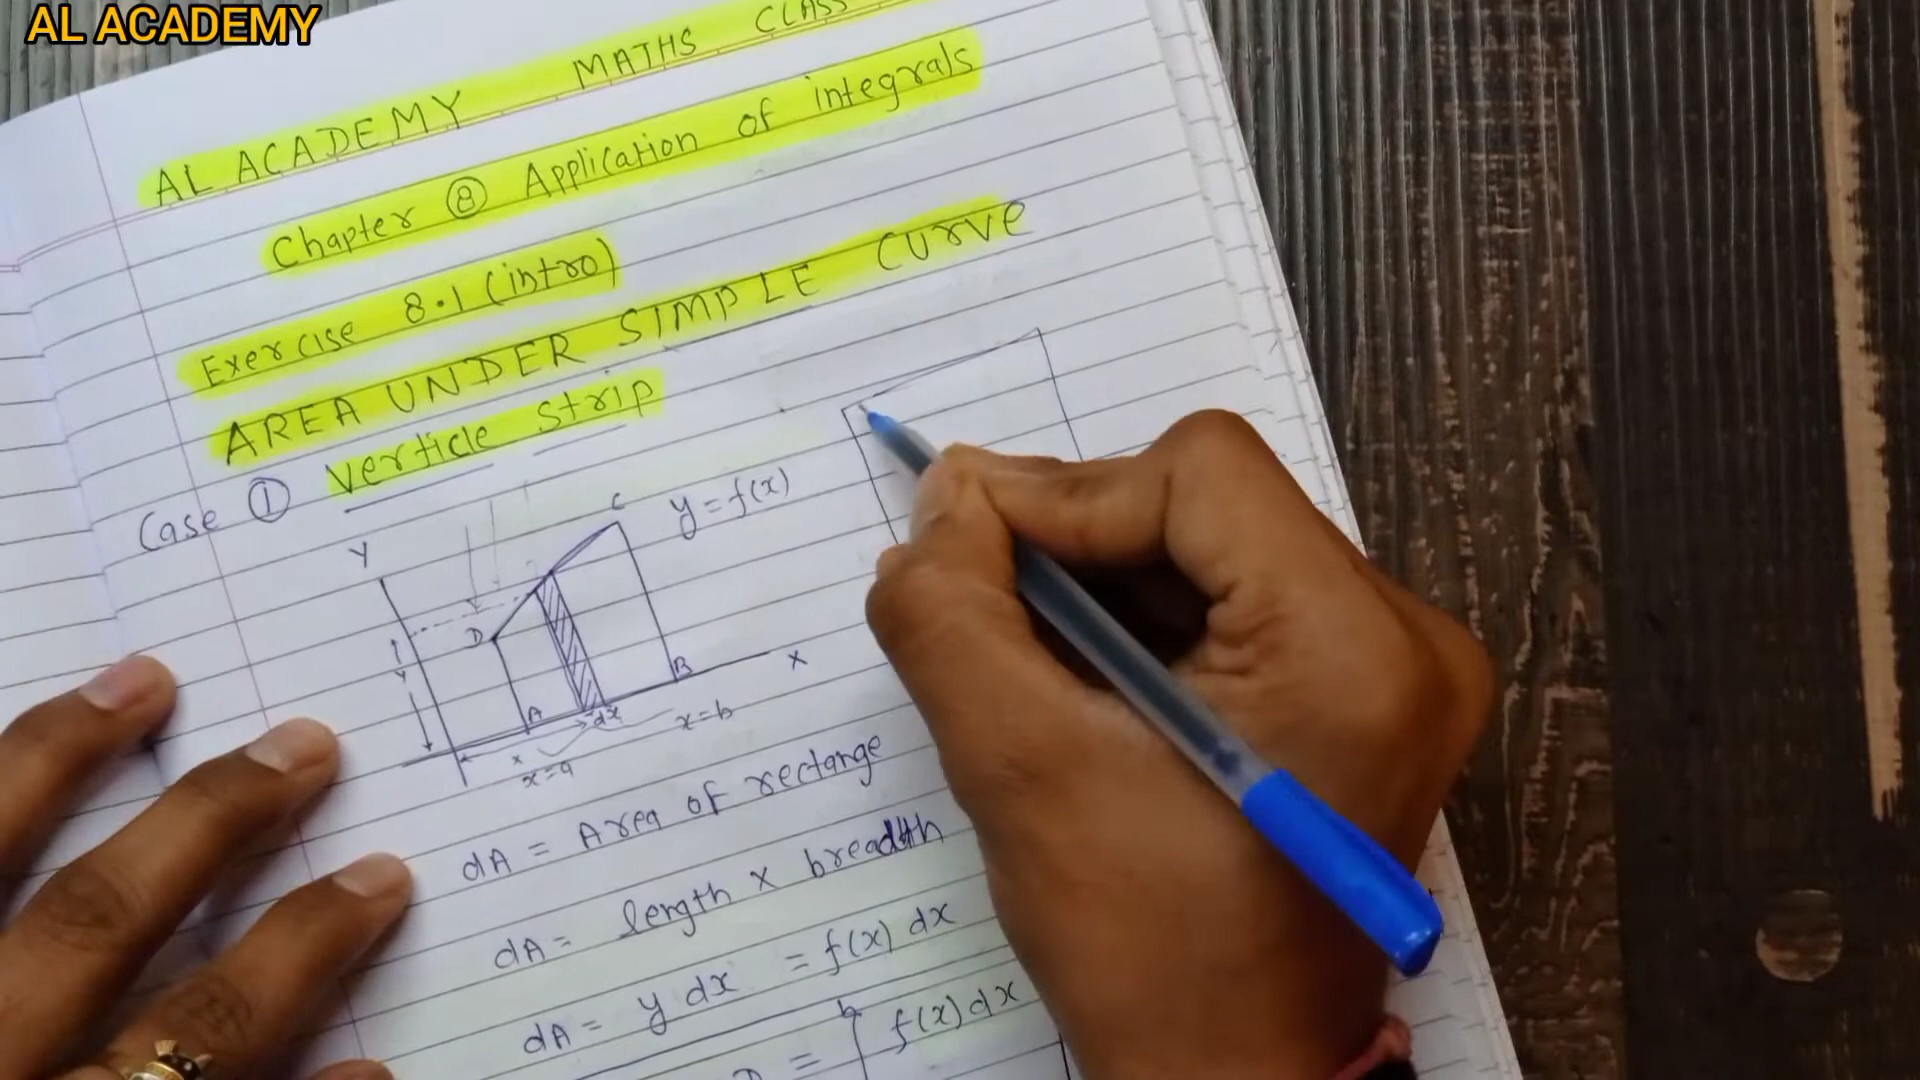 AL ACADEMY
AL ACADEMY MATHS CLASS
Chapter ⑧ Application of integrals
Exercise 8.1 (intro)
AREA UNDER SIMPLE CURVE
Case ① verticle strip
C
y = f(x)
Y
D
y
A
B
X
dx
x
x=a
x=b
dA = Area of rectange
dA = length x breadth
dA = y dx = f(x) dx
b
= ∫ f(x) dx